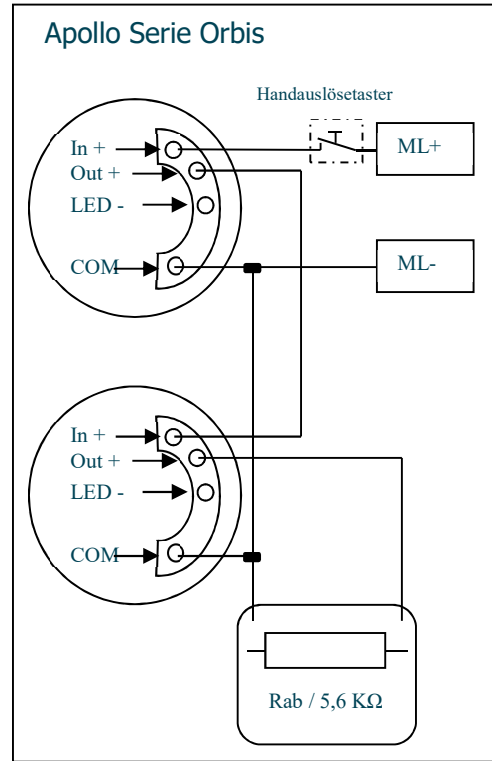 Apollo Serie Orbis
Handauslösetaster
In +
ML+
Out +
LED -
COM
ML-
In +
Out +
LED -
COM
Rab / 5,6 KΩ